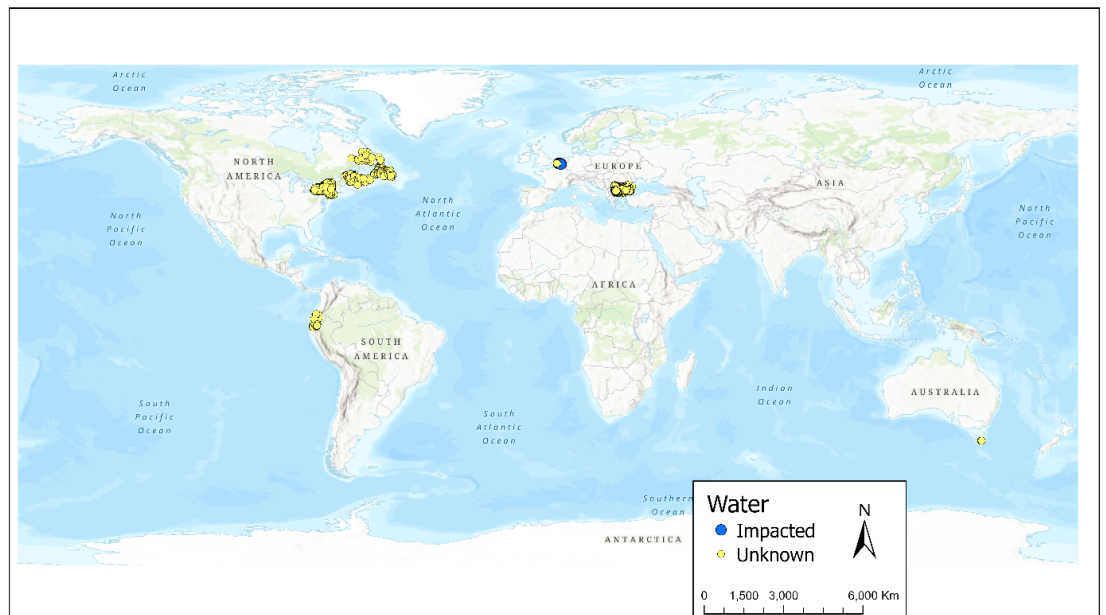 Arctic
Ocean
Arctic
Ocean
NORTH
AMERICA
EUROPE
ASIA
North
Pacific
Ocean
North
Atlantic
Ocean
North
Pacific
Ocean
AFRICA
SOUTH
AMERICA
South
Pacific
Ocean
South
Atlantic
Ocean
Indian
Ocean
AUSTRALIA
Southern
Ocean
ANTARCTICA
Water
Impacted
Unknown
N
0 1,500 3,000 6,000 Km